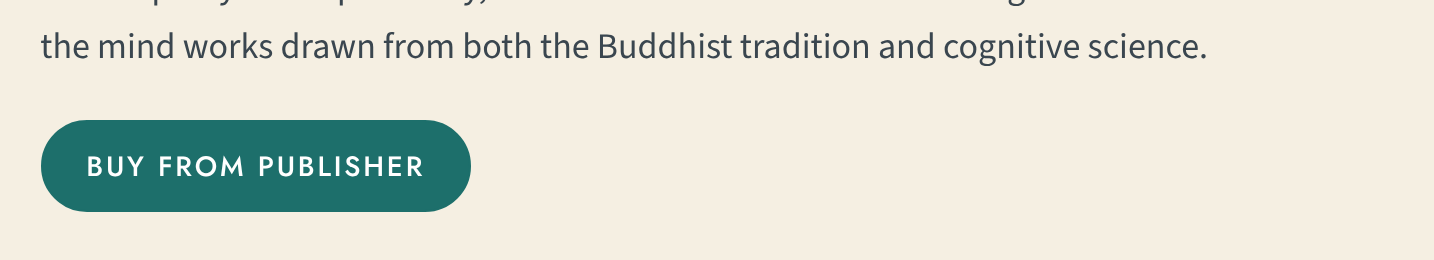 the mind works drawn from both the Buddhist tradition and cognitive science.
BUY FROM PUBLISHER